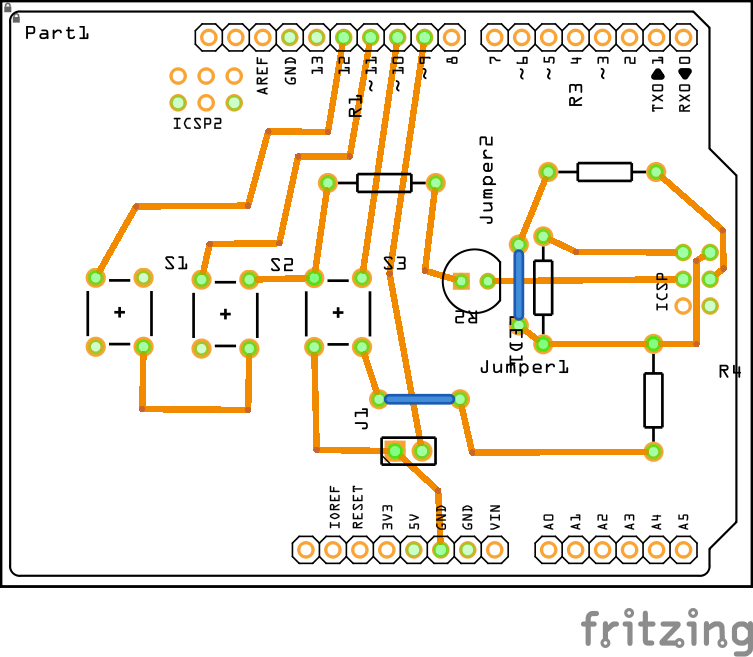 Part1
AREF
GND
13
12
~11
~10
~9
8
7
~6
~5
4
~3
2
TX0▶1
RX0◀0
ICSP2
R1
R3
Jumper2
S1
S2
S3
ICSP
R2
LED1
Jumper1
R4
J1
IOREF
RESET
3V3
5V
GND
GND
VIN
A0
A1
A2
A3
A4
A5
fritzing